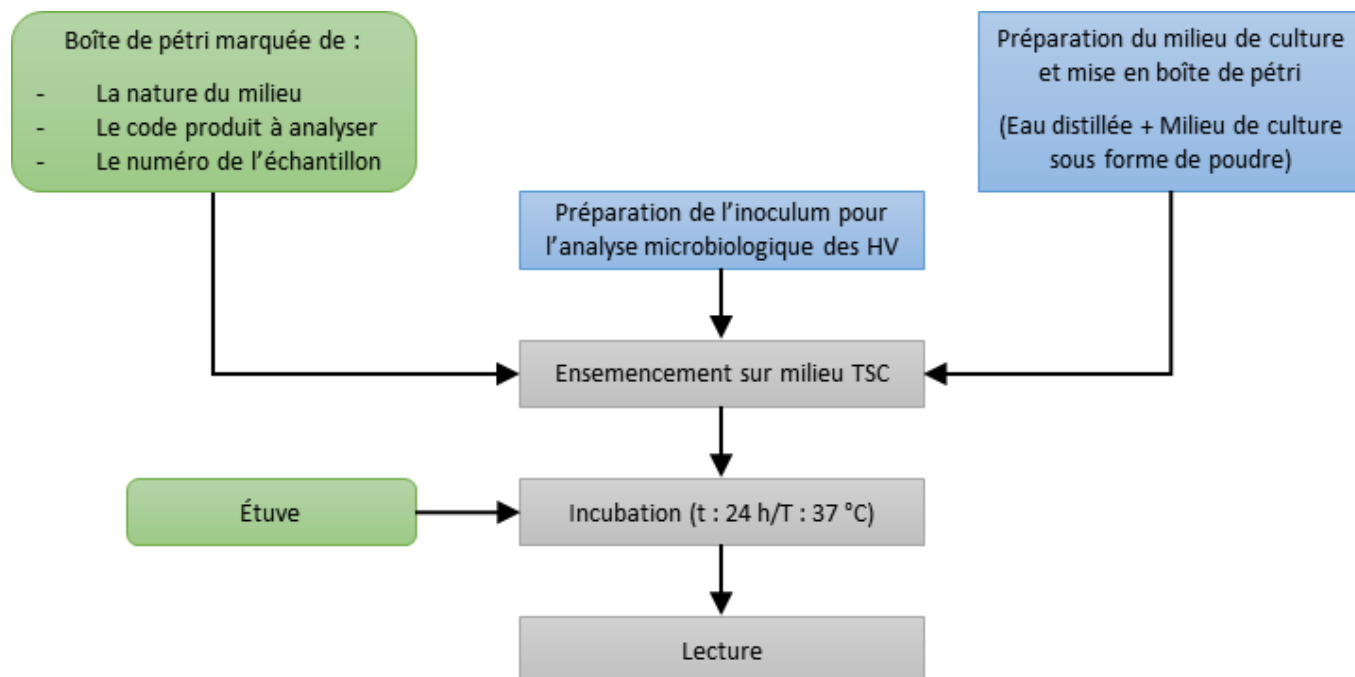 Boîte de pétri marquée de :
- La nature du milieu
- Le code produit à analyser
- Le numéro de l'échantillon
Préparation du milieu de culture
et mise en boîte de pétri
(Eau distillée + Milieu de culture
sous forme de poudre)
Préparation de l'inoculum pour
l'analyse microbiologique des HV
Ensemencement sur milieu TSC
Étuve
Incubation (t : 24 h/T : 37 °C)
Lecture